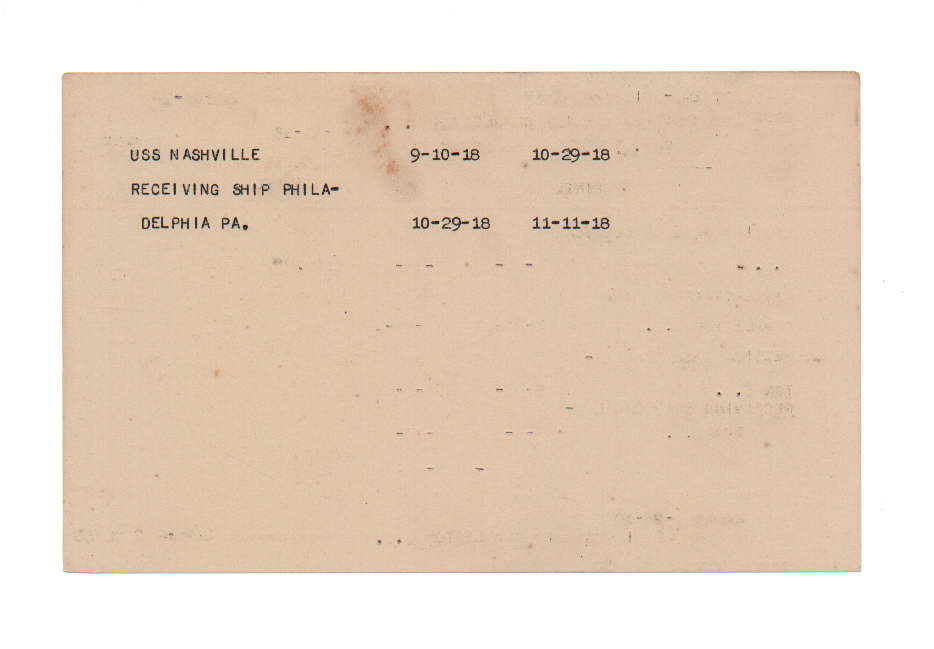 USS NASHVILLE 9-10-18 10-29-18
RECEIVING SHIP PHILA-
DELPHIA PA. 10-29-18 11-11-18